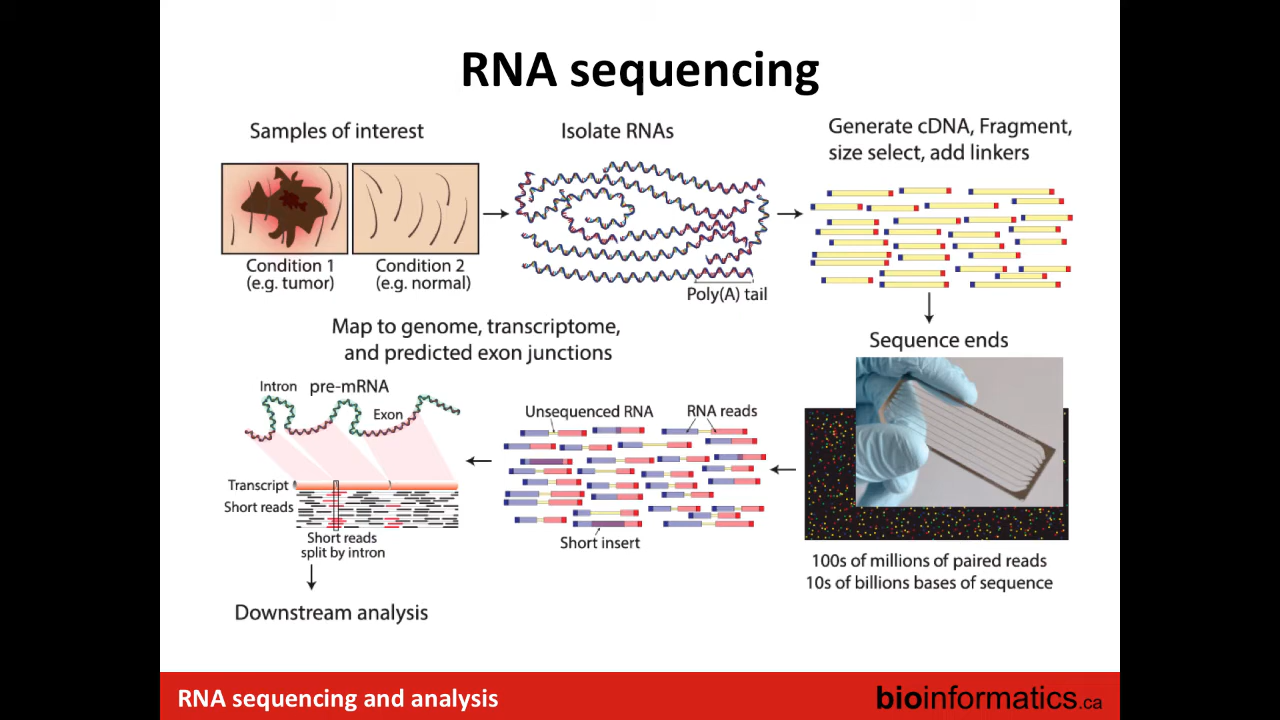 RNA sequencing
Samples of interest
Condition 1
(e.g. tumor)
Condition 2
(e.g. normal)
Isolate RNAs
Poly(A) tail
Generate cDNA, Fragment,
size select, add linkers
Sequence ends
100s of millions of paired reads
10s of billions bases of sequence
Unsequenced RNA
RNA reads
Short insert
Map to genome, transcriptome,
and predicted exon junctions
Intron
pre-mRNA
Exon
Transcript
Short reads
Short reads
split by intron
Downstream analysis
RNA sequencing and analysis
bioinformatics.ca